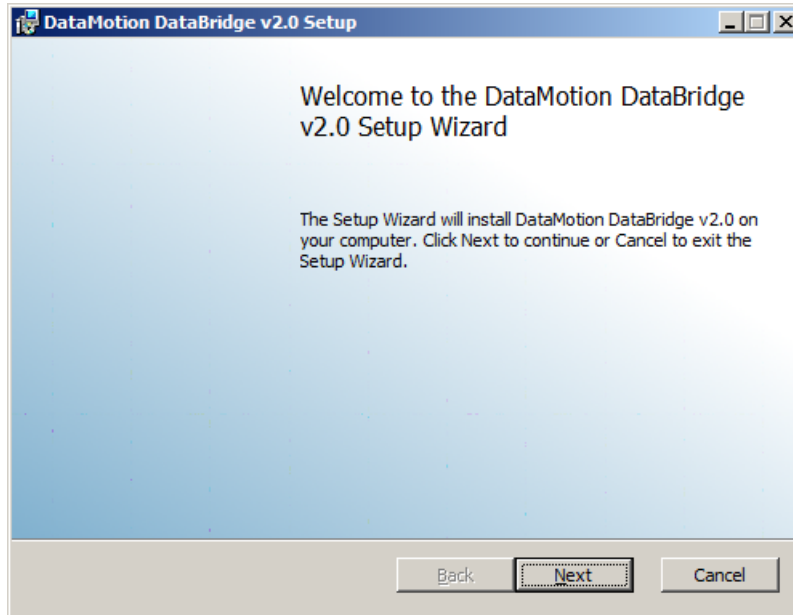 DataMotion DataBridge v2.0 Setup
Welcome to the DataMotion DataBridge
v2.0 Setup Wizard
The Setup Wizard will install DataMotion DataBridge v2.0 on
your computer. Click Next to continue or Cancel to exit the
Setup Wizard.
Back Next Cancel